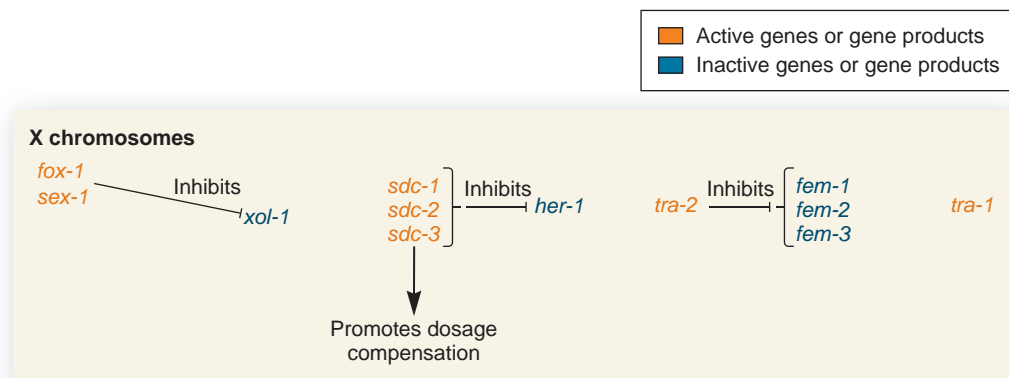 Active genes or gene products
Inactive genes or gene products
X chromosomes
fox-1
sex-1
Inhibits
xol-1
sdc-1
sdc-2
sdc-3
Inhibits
her-1
tra-2
Inhibits
fem-1
fem-2
fem-3
tra-1
Promotes dosage
compensation